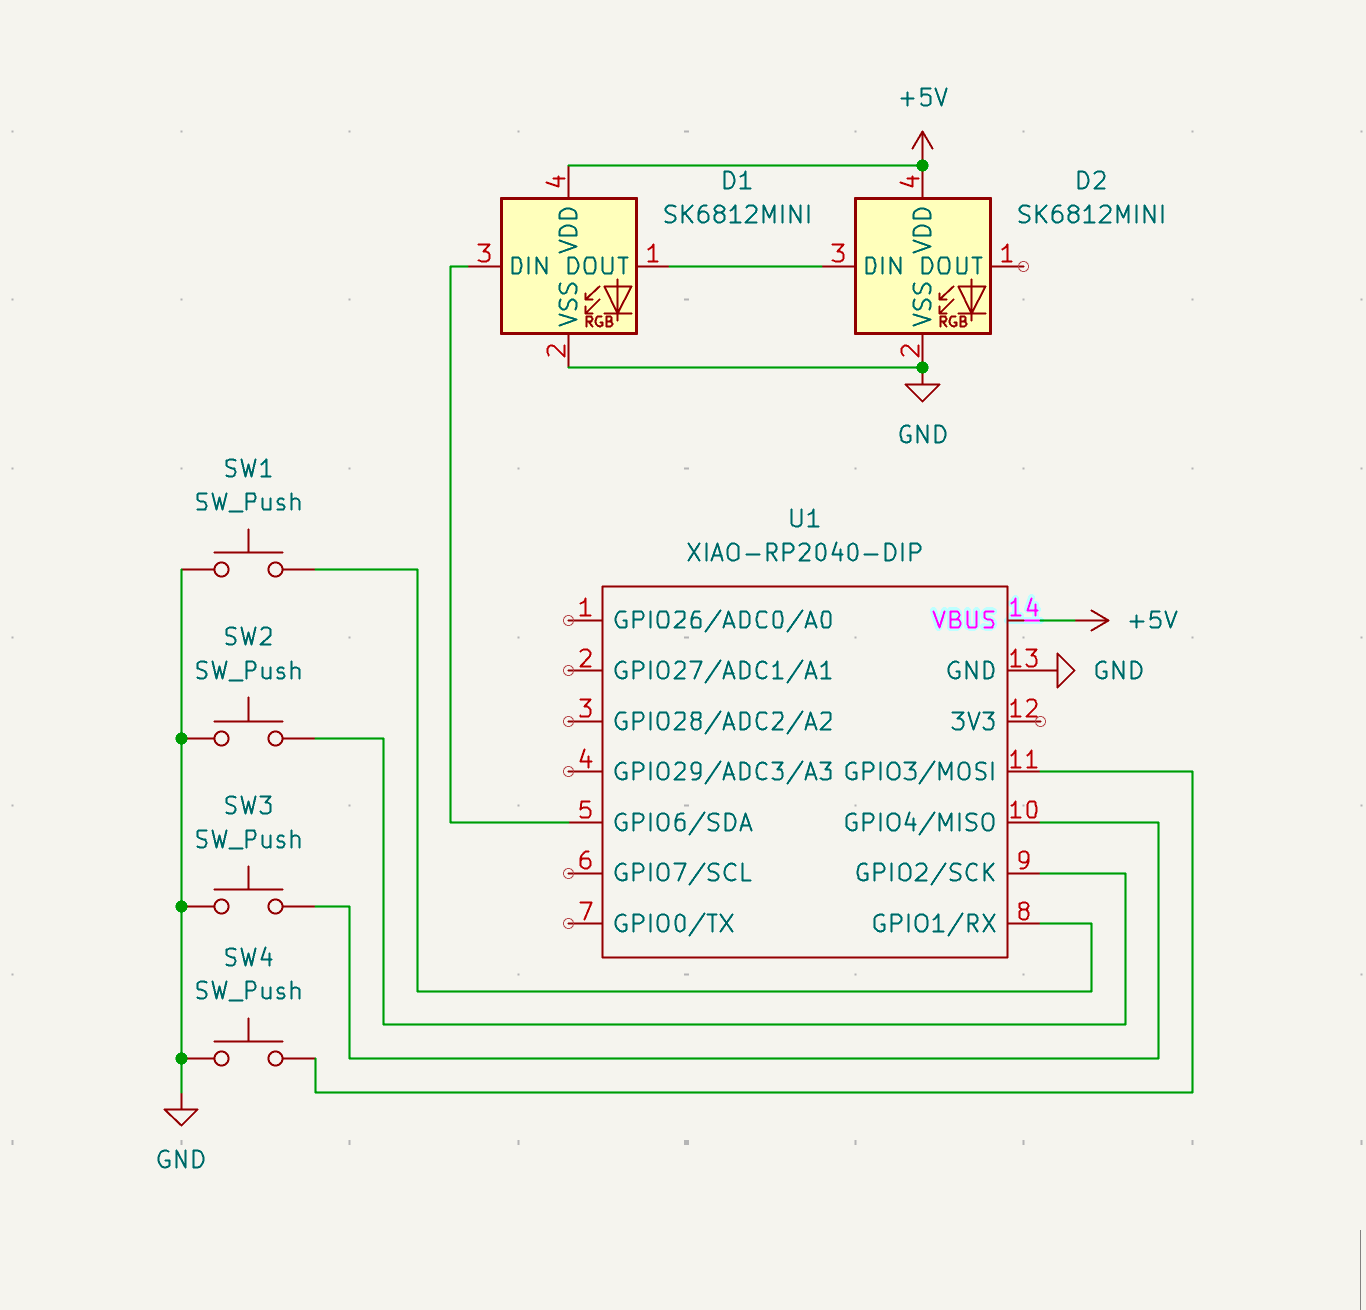 +5V
D1
SK6812MINI
D2
SK6812MINI
4
VDD
3
DIN
DOUT
1
VSS
RGB
2
4
VDD
3
DIN
DOUT
1
VSS
RGB
2
GND
SW1
SW_Push
SW2
SW_Push
SW3
SW_Push
SW4
SW_Push
GND
U1
XIAO-RP2040-DIP
1 GPIO26/ADC0/A0
VBUS 14 +5V
2 GPIO27/ADC1/A1
GND 13 GND
3 GPIO28/ADC2/A2
3V3 12
4 GPIO29/ADC3/A3
GPIO3/MOSI 11
5 GPIO6/SDA
GPIO4/MISO 10
6 GPIO7/SCL
GPIO2/SCK 9
7 GPIO0/TX
GPIO1/RX 8